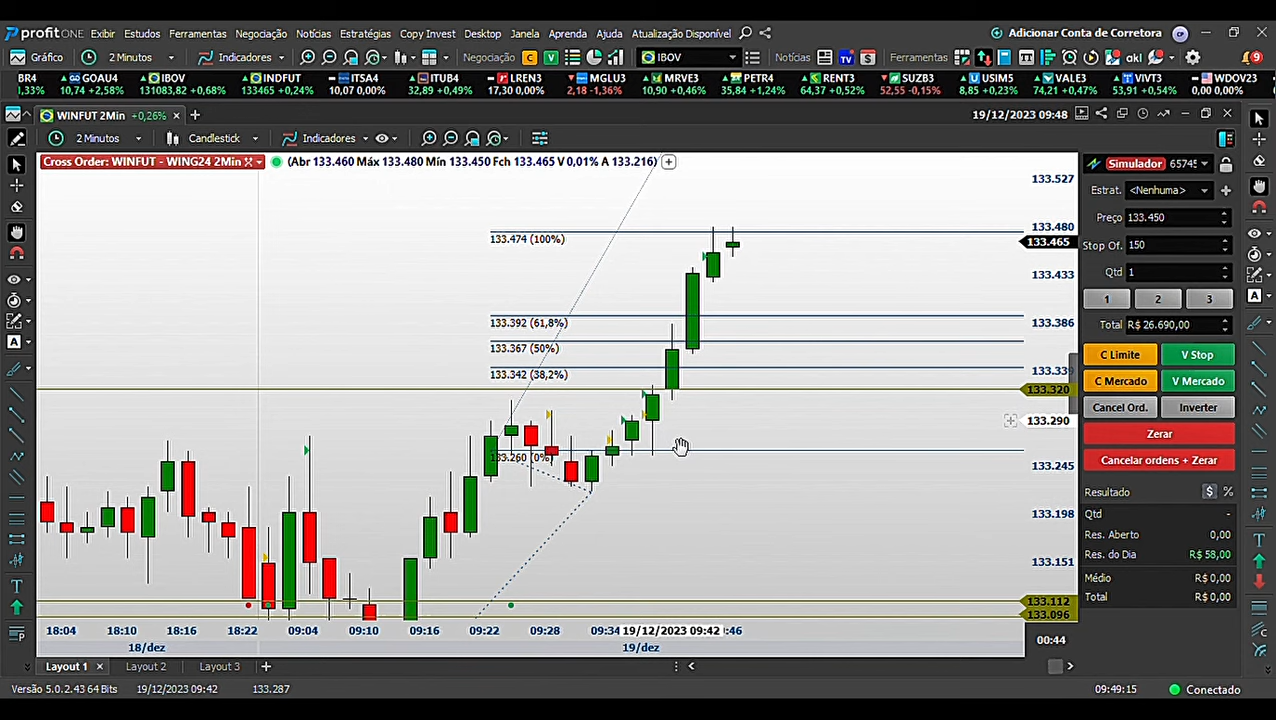 profit ONE Exibir Estudos Ferramentas Negociação Notícias Estratégias Copy Invest Desktop Janela Aprenda Ajuda Atualização Disponível Adicionar Conta de Corretora
Gráfico 2 Minutos Indicadores Negociação C V IBOV Notícias TV $ Ferramentas akl 9
BR4 GOAU4 IBOV INDFUT ITSA4 ITUB4 LREN3 MGLU3 MRVE3 PETR4 RENT3 SUZB3 USIM5 VALE3 VIVT3 WDOV23
1,33% 10,74 +2,58% 131083,82 +0,68% 133465 +0,24% 10,07 0,00% 32,89 +0,49% 17,30 0,00% 2,18 -1,36% 10,90 +0,46% 35,84 +1,24% 64,37 +0,52% 52,55 -0,15% 8,85 +0,23% 74,21 +0,47% 53,91 +0,54% 0,00 0,00%
WINFUT 2Min +0,26% 19/12/2023 09:48
2 Minutos Candlestick Indicadores
Cross Order: WINFUT - WING24 2Min (Abr 133.460 Máx 133.480 Mín 133.450 Fch 133.465 V 0,01% A 133.216)
133.527
133.480
133.474 (100%)
133.465
133.433
133.392 (61,8%)
133.386
133.367 (50%)
133.342 (38,2%)
133.339
133.320
133.290
133.260 (0%)
133.245
133.198
133.151
133.112
133.096
18:04 18:10 18:16 18:22 09:04 09:10 09:16 09:22 09:28 09:34 19/12/2023 09:42 :46
18/dez 19/dez
00:44
Simulador 65745
Estrat. <Nenhuma>
Preço 133.450
Stop Of. 150
Qtd 1
1 2 3
Total R$ 26.690,00
C Limite V Stop
C Mercado V Mercado
Cancel Ord. Inverter
Zerar
Cancelar ordens + Zerar
Resultado $ %
Qtd -
Res. Aberto 0,00
Res. do Dia R$ 58,00
Médio R$ 0,00
Total R$ 0,00
Layout 1 Layout 2 Layout 3
Versão 5.0.2.43 64 Bits 19/12/2023 09:42 133.287 09:49:15 Conectado